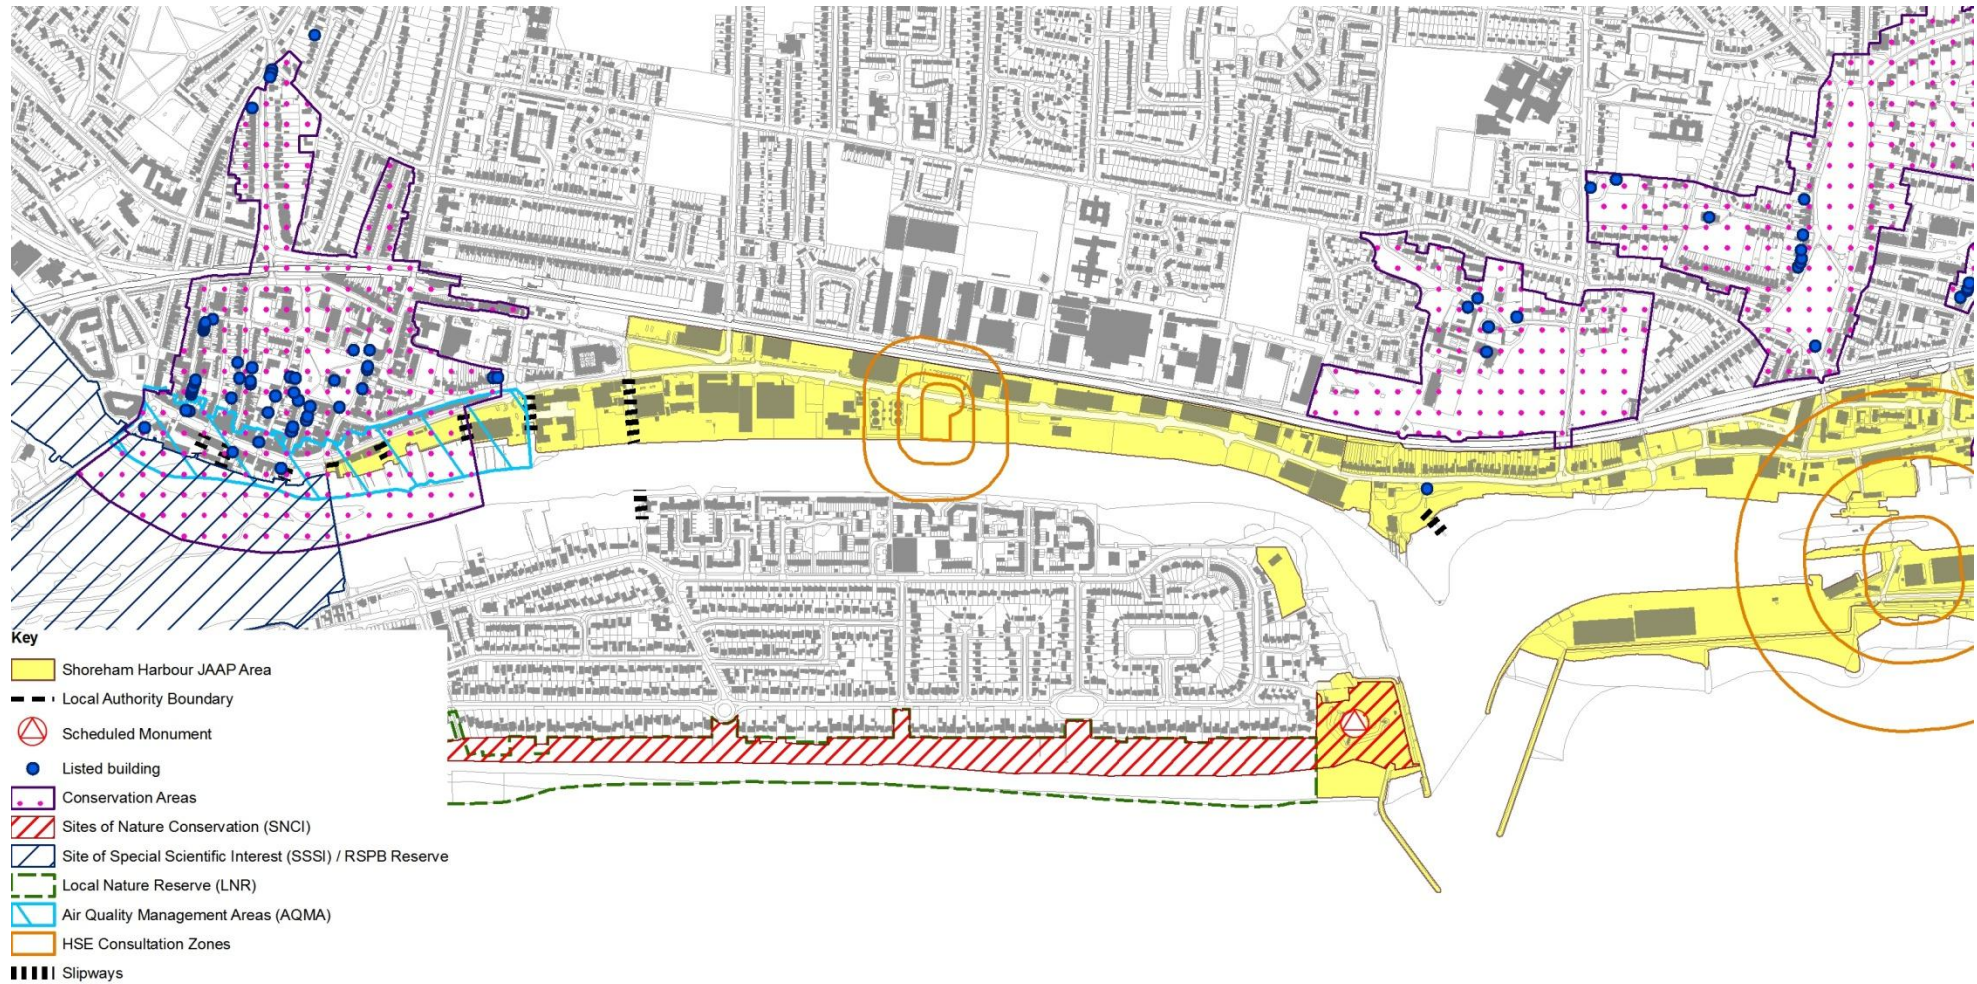 Key
Shoreham Harbour JAAP Area
Local Authority Boundary
Scheduled Monument
Listed building
Conservation Areas
Sites of Nature Conservation (SNCI)
Site of Special Scientific Interest (SSSI) / RSPB Reserve
Local Nature Reserve (LNR)
Air Quality Management Areas (AQMA)
HSE Consultation Zones
Slipways